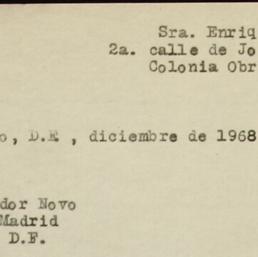 Sra. Enriq
2a. calle de Jo
Colonia Obr
o, D.F , diciembre de 1968
dor Novo
Madrid
D.F.